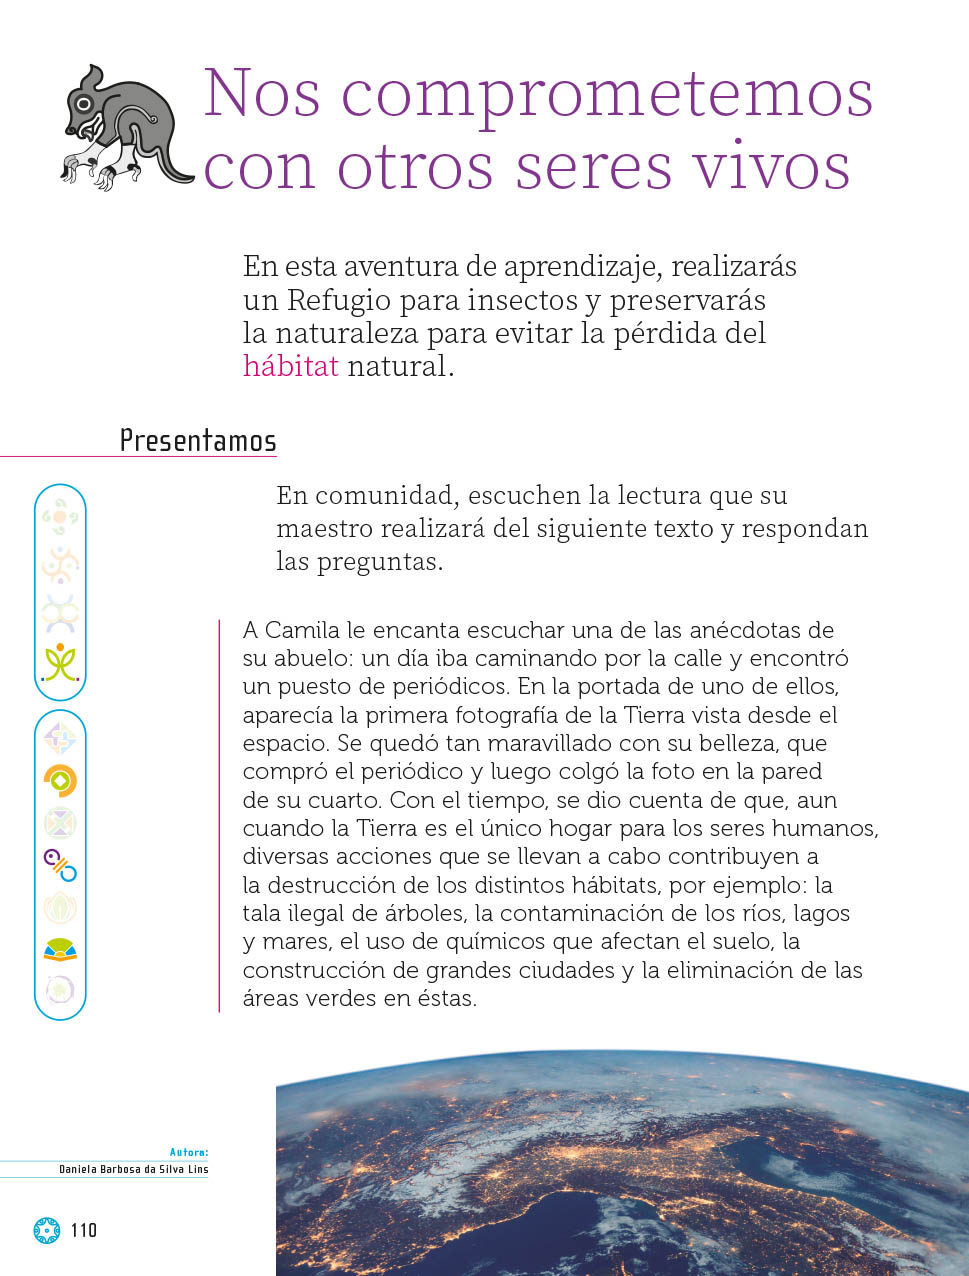 Nos comprometemos
con otros seres vivos
En esta aventura de aprendizaje, realizarás
un Refugio para insectos y preservarás
la naturaleza para evitar la pérdida del
hábitat natural.
Presentamos
En comunidad, escuchen la lectura que su
maestro realizará del siguiente texto y respondan
las preguntas.
A Camila le encanta escuchar una de las anécdotas de
su abuelo: un día iba caminando por la calle y encontró
un puesto de periódicos. En la portada de uno de ellos,
aparecía la primera fotografía de la Tierra vista desde el
espacio. Se quedó tan maravillado con su belleza, que
compró el periódico y luego colgó la foto en la pared
de su cuarto. Con el tiempo, se dio cuenta de que, aun
cuando la Tierra es el único hogar para los seres humanos,
diversas acciones que se llevan a cabo contribuyen a
la destrucción de los distintos hábitats, por ejemplo: la
tala ilegal de árboles, la contaminación de los ríos, lagos
y mares, el uso de químicos que afectan el suelo, la
construcción de grandes ciudades y la eliminación de las
áreas verdes en éstas.
Autora:
Daniela Barbosa da Silva Lins
110